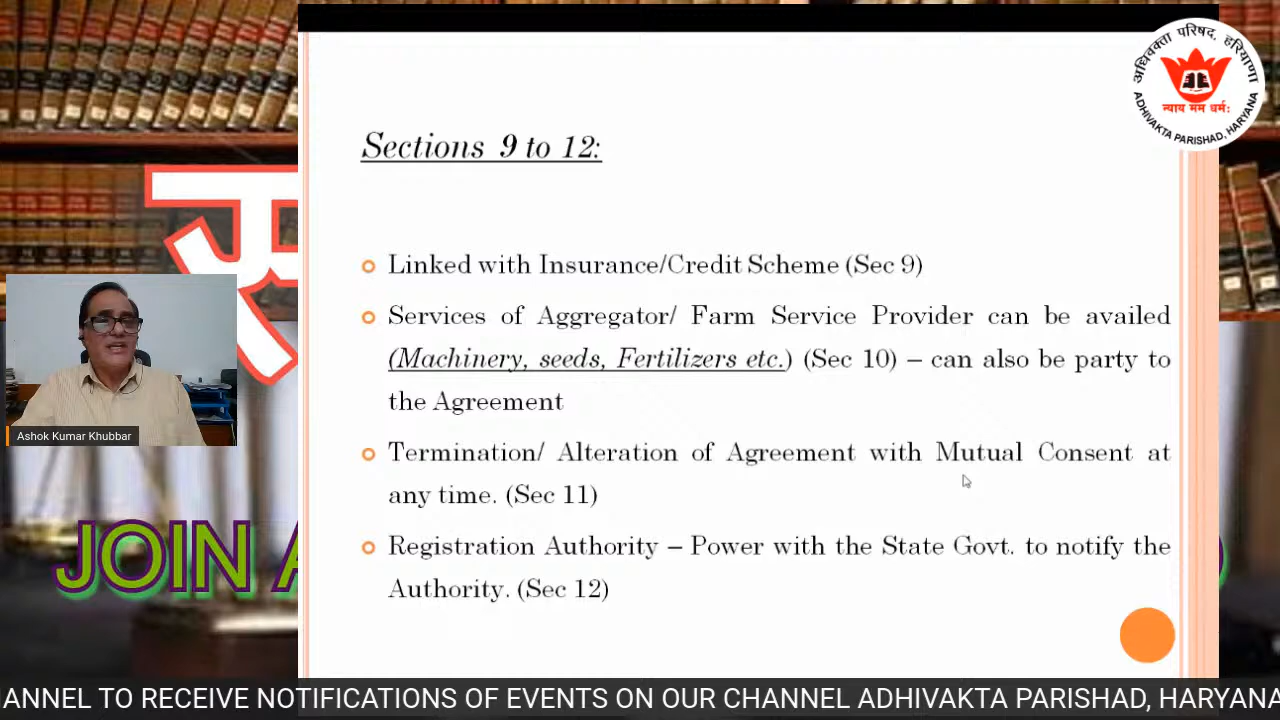 अधिवक्ता परिषद, हरियाणा
न्याय मम धर्मः
ADHIVAKTA PARISHAD, HARYANA
Sections 9 to 12:
Linked with Insurance/Credit Scheme (Sec 9)
Services of Aggregator/ Farm Service Provider can be availed
(Machinery, seeds, Fertilizers etc.) (Sec 10) – can also be party to
the Agreement
Termination/ Alteration of Agreement with Mutual Consent at
any time. (Sec 11)
Registration Authority – Power with the State Govt. to notify the
Authority. (Sec 12)
Ashok Kumar Khubbar
JOIN
CHANNEL TO RECEIVE NOTIFICATIONS OF EVENTS ON OUR CHANNEL ADHIVAKTA PARISHAD, HARYANA